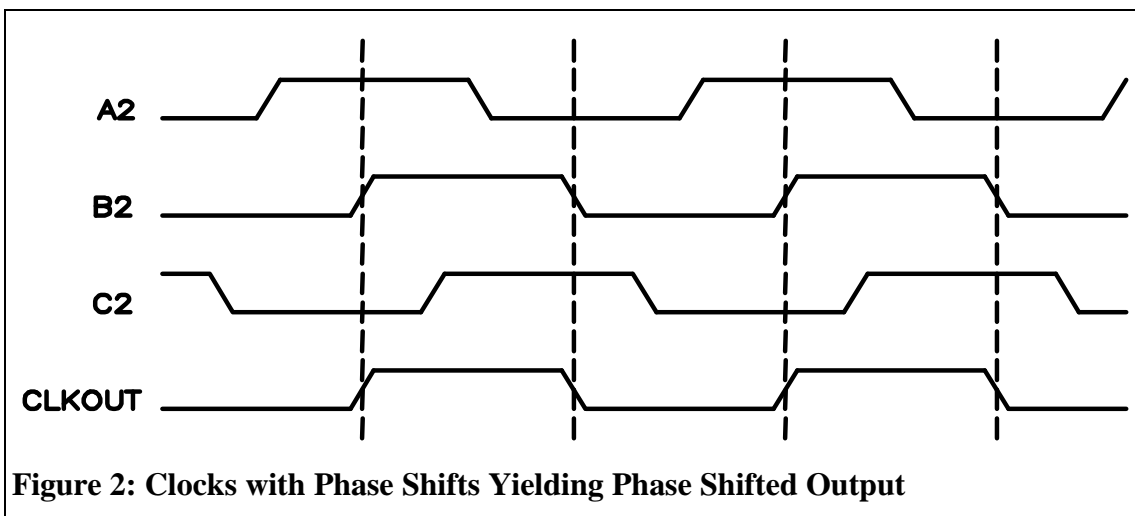 A2
B2
C2
CLKOUT
Figure 2: Clocks with Phase Shifts Yielding Phase Shifted Output